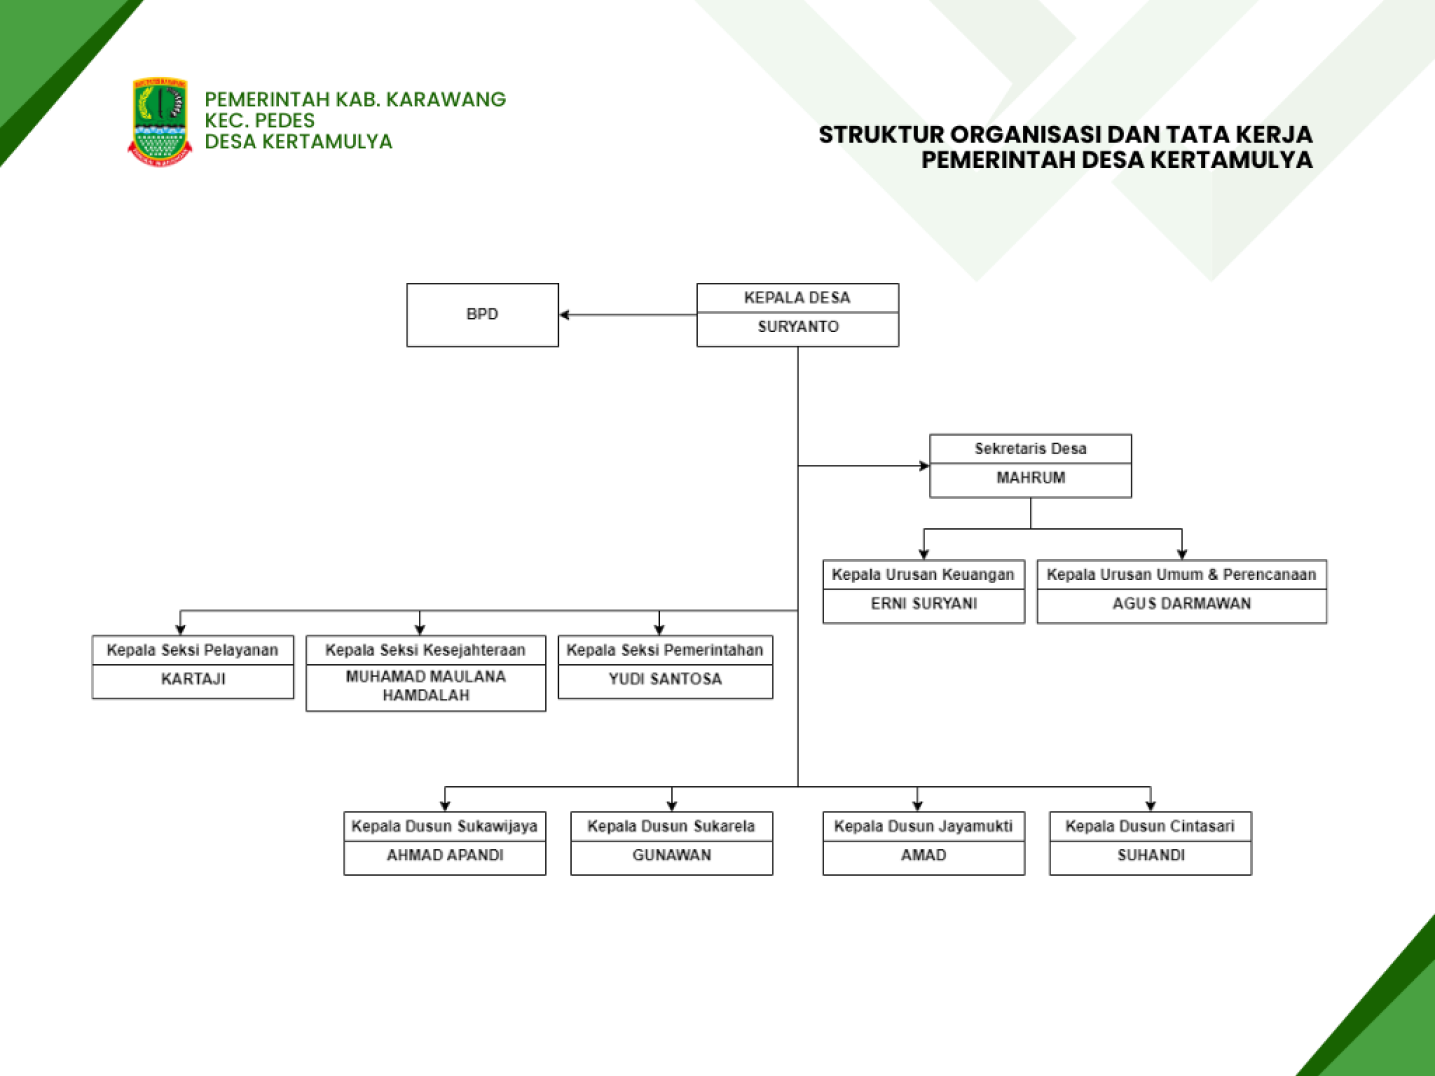 PEMERINTAH KAB. KARAWANG
KEC. PEDES
DESA KERTAMULYA
STRUKTUR ORGANISASI DAN TATA KERJA
PEMERINTAH DESA KERTAMULYA
BPD
KEPALA DESA
SURYANTO
Sekretaris Desa
MAHRUM
Kepala Urusan Keuangan
ERNI SURYANI
Kepala Urusan Umum & Perencanaan
AGUS DARMAWAN
Kepala Seksi Pelayanan
KARTAJI
Kepala Seksi Kesejahteraan
MUHAMAD MAULANA
HAMDALAH
Kepala Seksi Pemerintahan
YUDI SANTOSA
Kepala Dusun Sukawijaya
AHMAD APANDI
Kepala Dusun Sukarela
GUNAWAN
Kepala Dusun Jayamukti
AMAD
Kepala Dusun Cintasari
SUHANDI